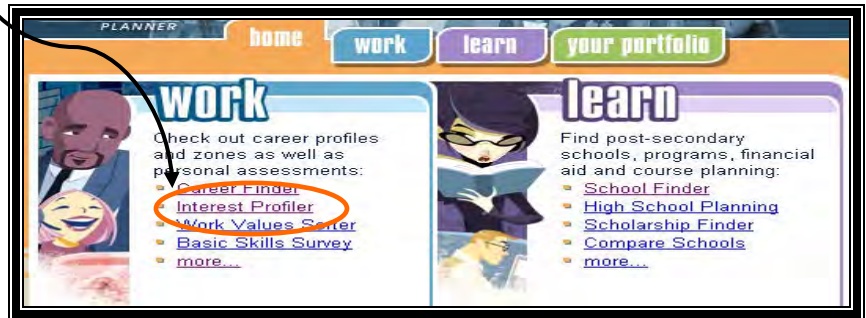 PLANNER
home work learn your portfolio
work
Check out career profiles
and zones as well as
personal assessments:
Career Finder
Interest Profiler
Work Values Sorter
Basic Skills Survey
more...
learn
Find post-secondary
schools, programs, financial
aid and course planning:
School Finder
High School Planning
Scholarship Finder
Compare Schools
more...